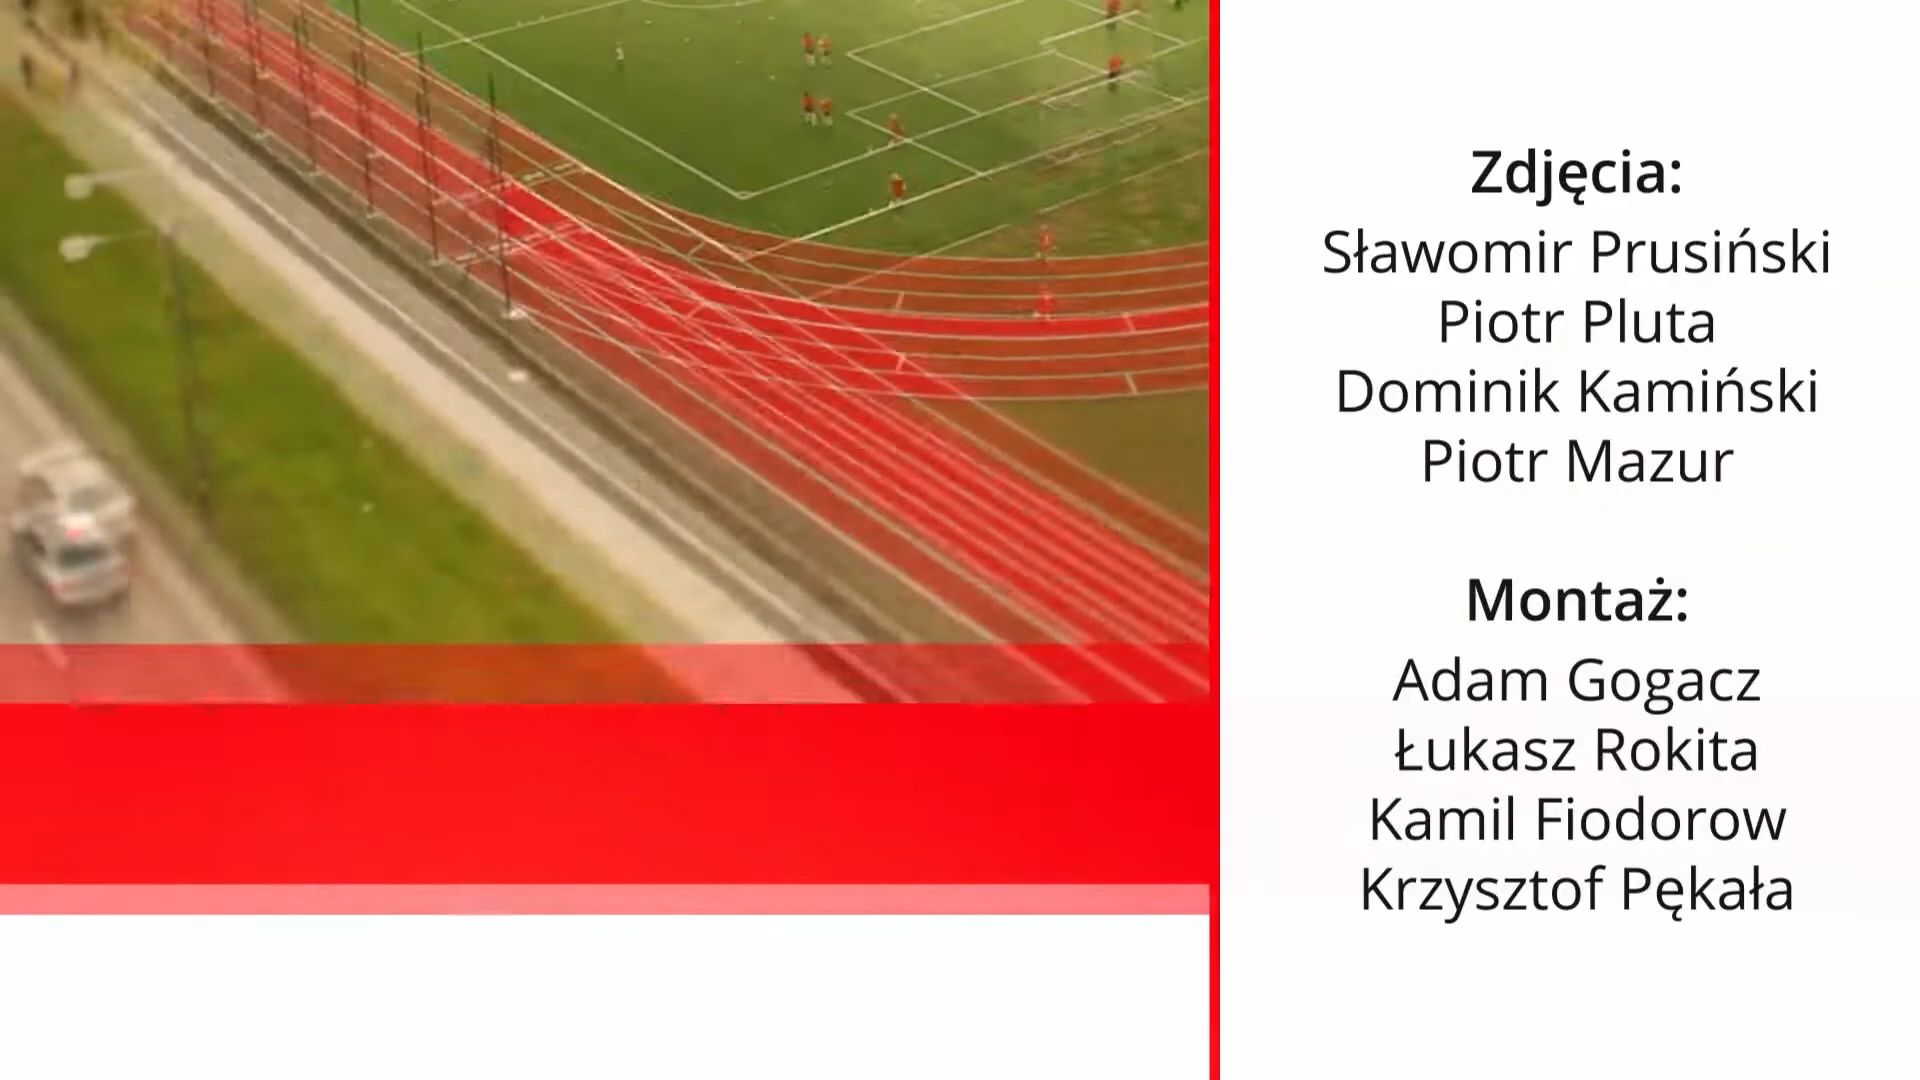 Zdjęcia:
Sławomir Prusiński
Piotr Pluta
Dominik Kamiński
Piotr Mazur
Montaż:
Adam Gogacz
Łukasz Rokita
Kamil Fiodorow
Krzysztof Pękała